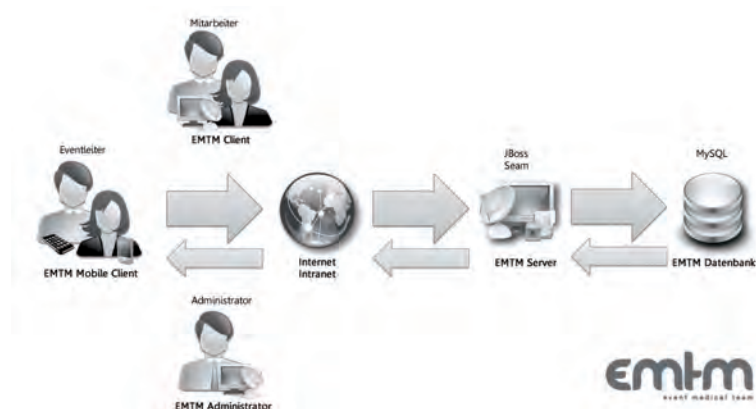 Mitarbeiter
EMTM Client
Eventleiter
EMTM Mobile Client
Internet
Intranet
JBoss
Seam
EMTM Server
MySQL
EMTM Datenbank
Administrator
EMTM Administrator
emtm
event medical team